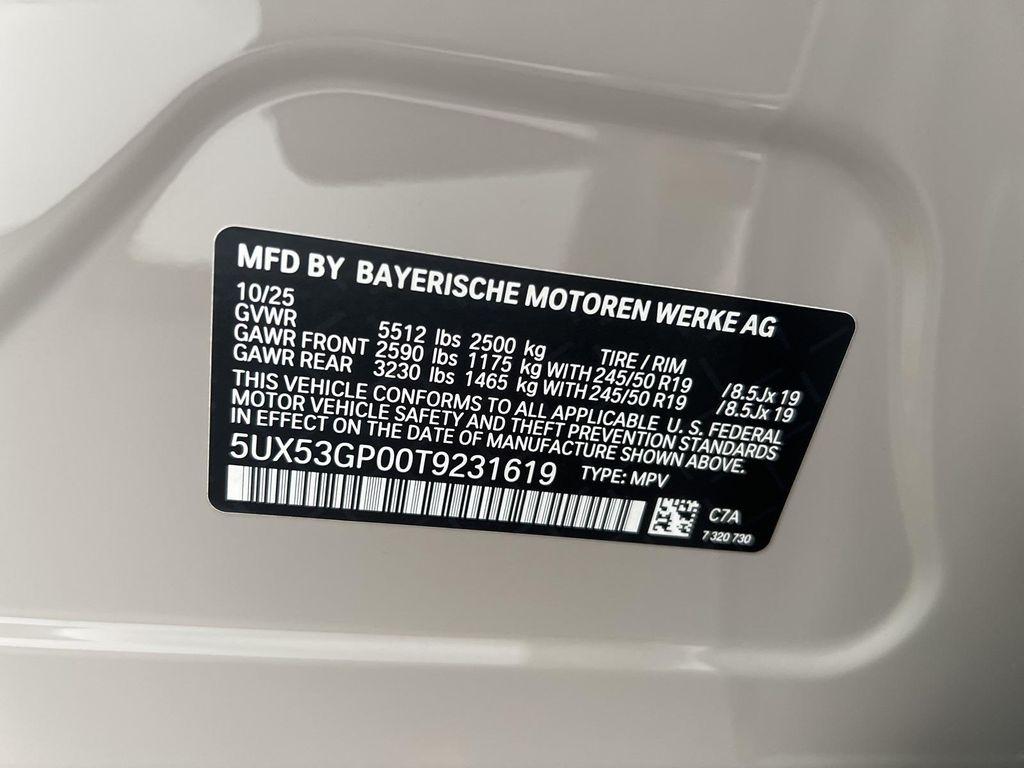 MFD BY BAYERISCHE MOTOREN WERKE AG
10/25
GVWR 5512 lbs 2500 kg TIRE / RIM
GAWR FRONT 2590 lbs 1175 kg WITH 245/50 R19 /8.5Jx 19
GAWR REAR 3230 lbs 1465 kg WITH 245/50 R19 /8.5Jx 19
THIS VEHICLE CONFORMS TO ALL APPLICABLE U. S. FEDERAL
MOTOR VEHICLE SAFETY AND THEFT PREVENTION STANDARDS
IN EFFECT ON THE DATE OF MANUFACTURE SHOWN ABOVE.
5UX53GP00T9231619 TYPE: MPV
C7A
7 320 730